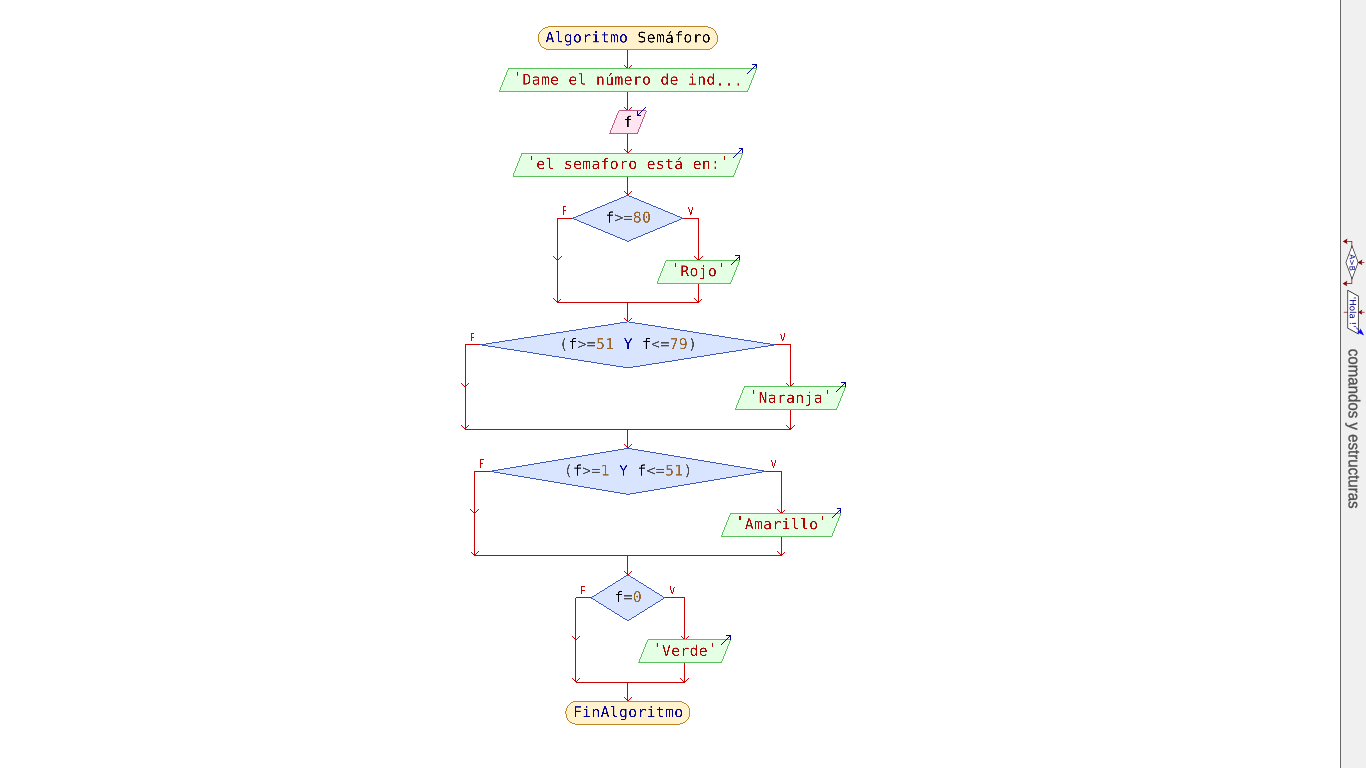 Algoritmo Semáforo
'Dame el número de ind...
f
'el semaforo está en:'
F
f>=80
V
'Rojo'
F
(f>=51 Y f<=79)
V
'Naranja'
F
(f>=1 Y f<=51)
V
'Amarillo'
F
f=0
V
'Verde'
FinAlgoritmo
A>B
'Hola !'
comandos y estructuras